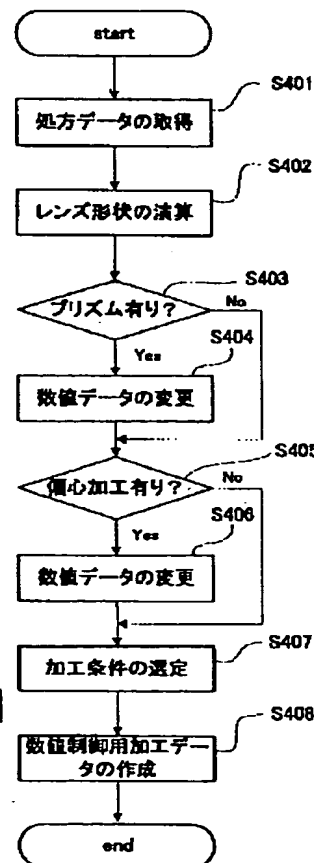 start
S401
処方データの取得
S402
レンズ形状の演算
S403
プリズム有り?
No
S404
Yes
数値データの変更
S405
偏心加工有り?
No
S406
Yes
数値データの変更
S407
加工条件の選定
S408
数値制御用加工デー
タの作成
end